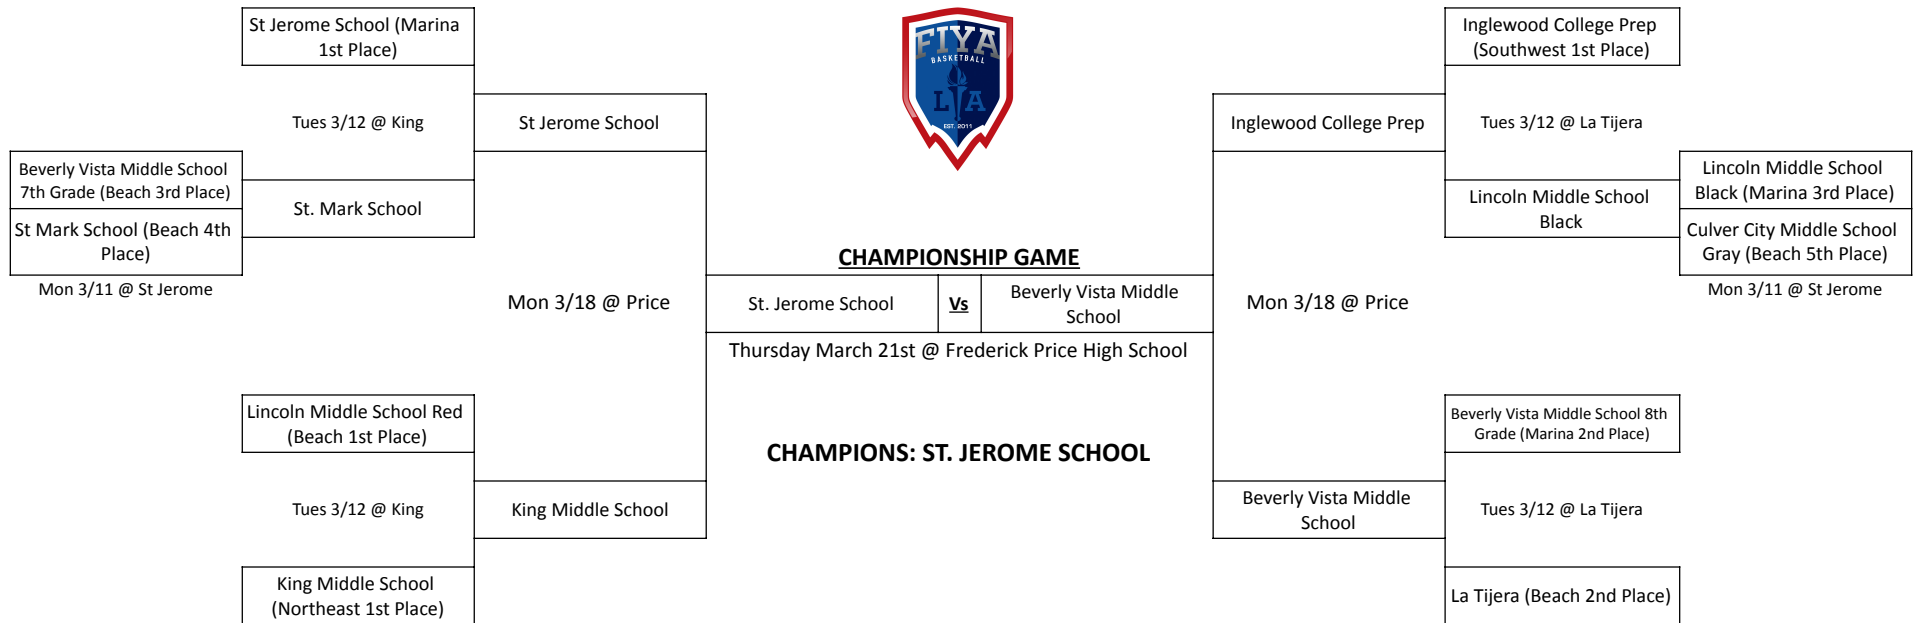 St Jerome School (Marina
1st Place)
Tues 3/12 @ King
St Jerome School
Beverly Vista Middle School
7th Grade (Beach 3rd Place)
St. Mark School
St Mark School (Beach 4th
Place)
Mon 3/11 @ St Jerome
Mon 3/18 @ Price
Lincoln Middle School Red
(Beach 1st Place)
Tues 3/12 @ King
King Middle School
King Middle School
(Northeast 1st Place)
FIYA
BASKETBALL
LA
EST. 2011
CHAMPIONSHIP GAME
St. Jerome School
Vs
Beverly Vista Middle
School
Thursday March 21st @ Frederick Price High School
CHAMPIONS: ST. JEROME SCHOOL
Inglewood College Prep
(Southwest 1st Place)
Inglewood College Prep
Tues 3/12 @ La Tijera
Lincoln Middle School
Black
Lincoln Middle School
Black (Marina 3rd Place)
Culver City Middle School
Gray (Beach 5th Place)
Mon 3/11 @ St Jerome
Mon 3/18 @ Price
Beverly Vista Middle School 8th
Grade (Marina 2nd Place)
Beverly Vista Middle
School
Tues 3/12 @ La Tijera
La Tijera (Beach 2nd Place)